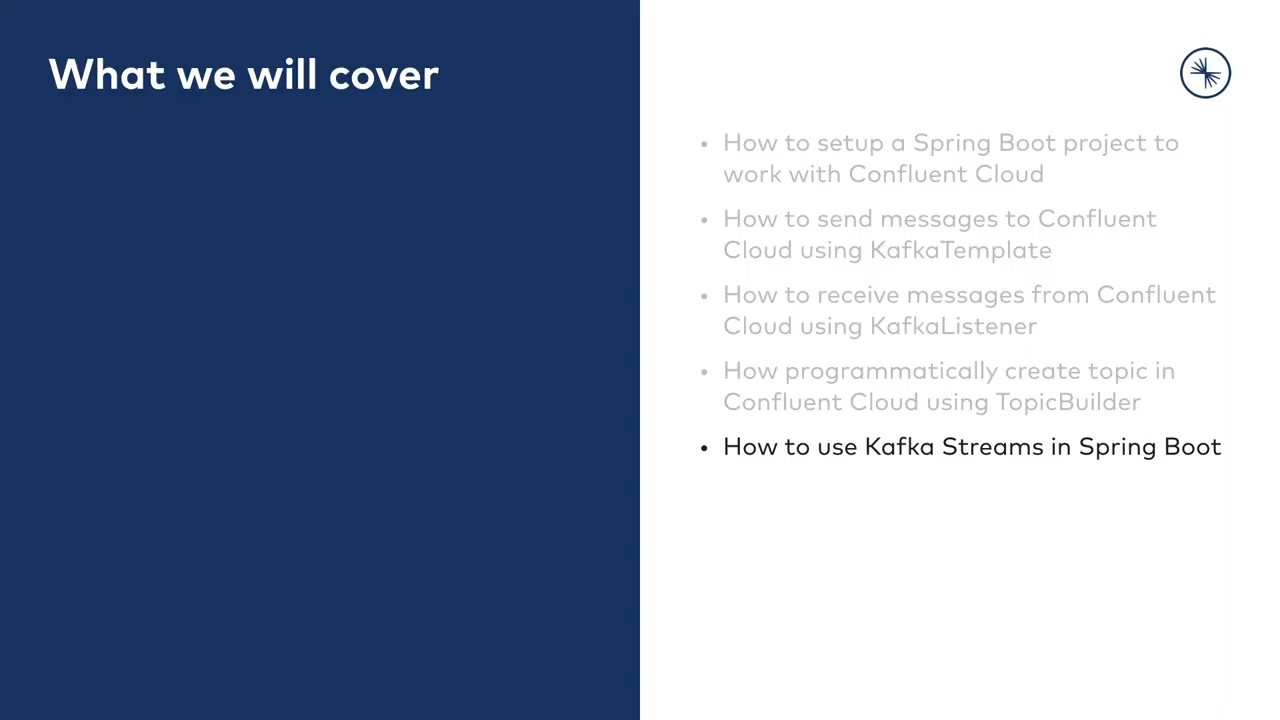 What we will cover
• How to setup a Spring Boot project to
work with Confluent Cloud
• How to send messages to Confluent
Cloud using KafkaTemplate
• How to receive messages from Confluent
Cloud using KafkaListener
• How programmatically create topic in
Confluent Cloud using TopicBuilder
• How to use Kafka Streams in Spring Boot